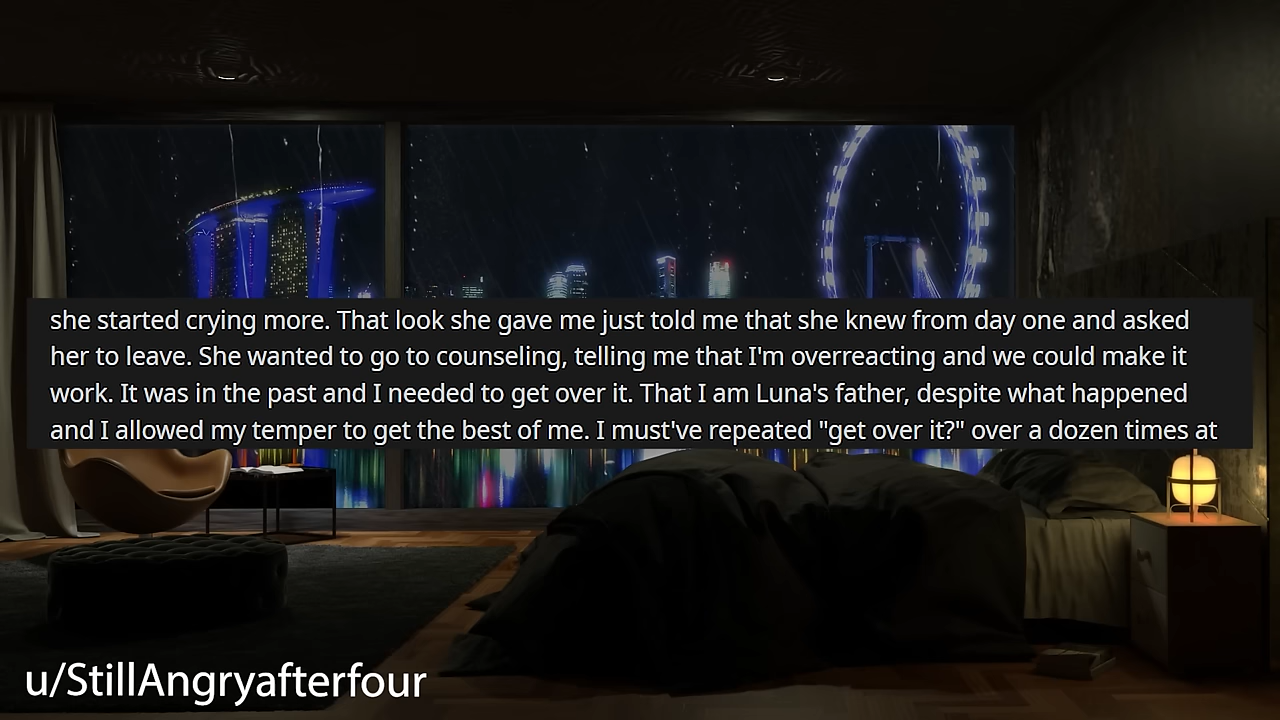 she started crying more. That look she gave me just told me that she knew from day one and asked
her to leave. She wanted to go to counseling, telling me that I'm overreacting and we could make it
work. It was in the past and I needed to get over it. That I am Luna's father, despite what happened
and I allowed my temper to get the best of me. I must've repeated "get over it?" over a dozen times at
u/StillAngryafterfour